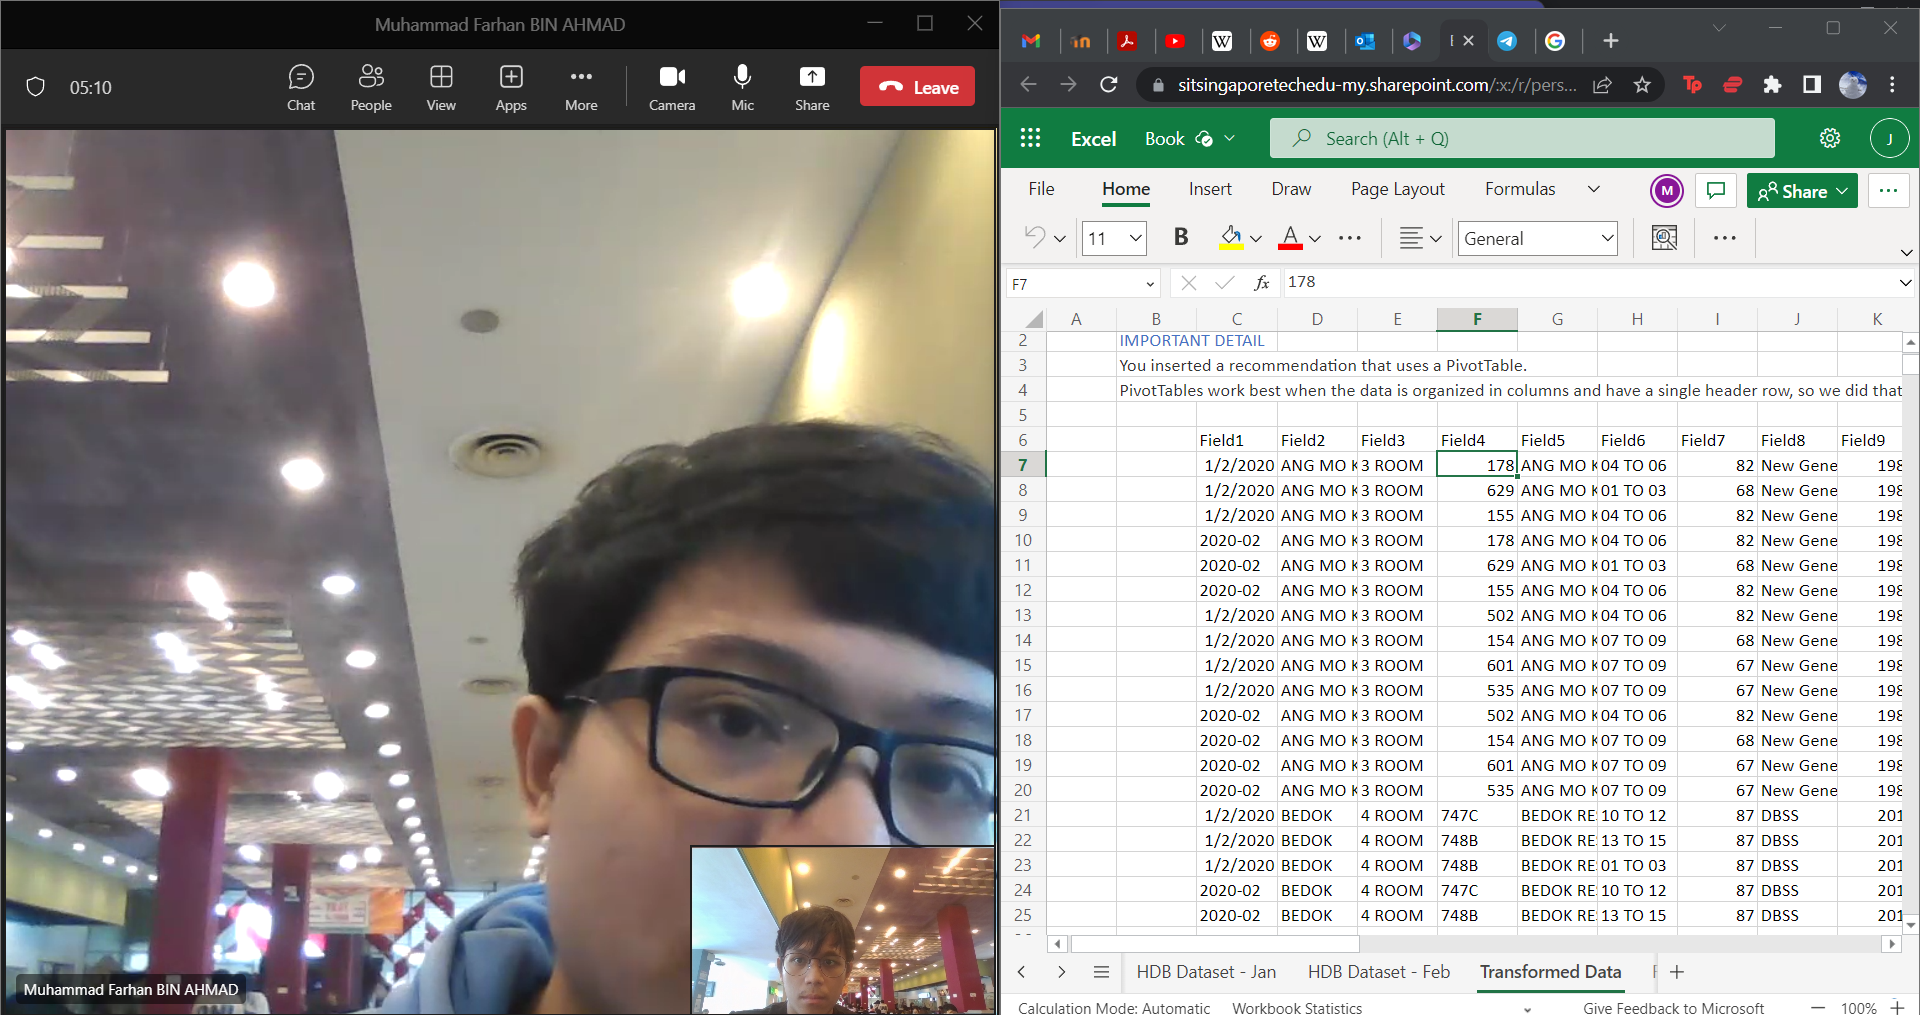 Muhammad Farhan BIN AHMAD
05:10
Chat
People
View
Apps
More
Camera
Mic
Share
Leave
Muhammad Farhan BIN AHMAD
sitsingaporetechedu-my.sharepoint.com/:x:/r/pers...
Excel
Book
Search (Alt + Q)
J
File
Home
Insert
Draw
Page Layout
Formulas
M
Share
11
B
A
General
F7
fx
178
A B C D E F G H I J K
2 IMPORTANT DETAIL
3 You inserted a recommendation that uses a PivotTable.
4 PivotTables work best when the data is organized in columns and have a single header row, so we did that
5
6 Field1 Field2 Field3 Field4 Field5 Field6 Field7 Field8 Field9
7 1/2/2020 ANG MO K 3 ROOM 178 ANG MO K 04 TO 06 82 New Gene 198
8 1/2/2020 ANG MO K 3 ROOM 629 ANG MO K 01 TO 03 68 New Gene 198
9 1/2/2020 ANG MO K 3 ROOM 155 ANG MO K 04 TO 06 82 New Gene 198
10 2020-02 ANG MO K 3 ROOM 178 ANG MO K 04 TO 06 82 New Gene 198
11 2020-02 ANG MO K 3 ROOM 629 ANG MO K 01 TO 03 68 New Gene 198
12 2020-02 ANG MO K 3 ROOM 155 ANG MO K 04 TO 06 82 New Gene 198
13 1/2/2020 ANG MO K 3 ROOM 502 ANG MO K 04 TO 06 82 New Gene 198
14 1/2/2020 ANG MO K 3 ROOM 154 ANG MO K 07 TO 09 68 New Gene 198
15 1/2/2020 ANG MO K 3 ROOM 601 ANG MO K 07 TO 09 67 New Gene 198
16 1/2/2020 ANG MO K 3 ROOM 535 ANG MO K 07 TO 09 67 New Gene 198
17 2020-02 ANG MO K 3 ROOM 502 ANG MO K 04 TO 06 82 New Gene 198
18 2020-02 ANG MO K 3 ROOM 154 ANG MO K 07 TO 09 68 New Gene 198
19 2020-02 ANG MO K 3 ROOM 601 ANG MO K 07 TO 09 67 New Gene 198
20 2020-02 ANG MO K 3 ROOM 535 ANG MO K 07 TO 09 67 New Gene 198
21 1/2/2020 BEDOK 4 ROOM 747C BEDOK RES 10 TO 12 87 DBSS 201
22 1/2/2020 BEDOK 4 ROOM 748B BEDOK RES 13 TO 15 87 DBSS 201
23 1/2/2020 BEDOK 4 ROOM 748B BEDOK RES 01 TO 03 87 DBSS 201
24 2020-02 BEDOK 4 ROOM 747C BEDOK RES 10 TO 12 87 DBSS 201
25 2020-02 BEDOK 4 ROOM 748B BEDOK RES 13 TO 15 87 DBSS 201
HDB Dataset - Jan
HDB Dataset - Feb
Transformed Data
Calculation Mode: Automatic
Workbook Statistics
Give Feedback to Microsoft
100%